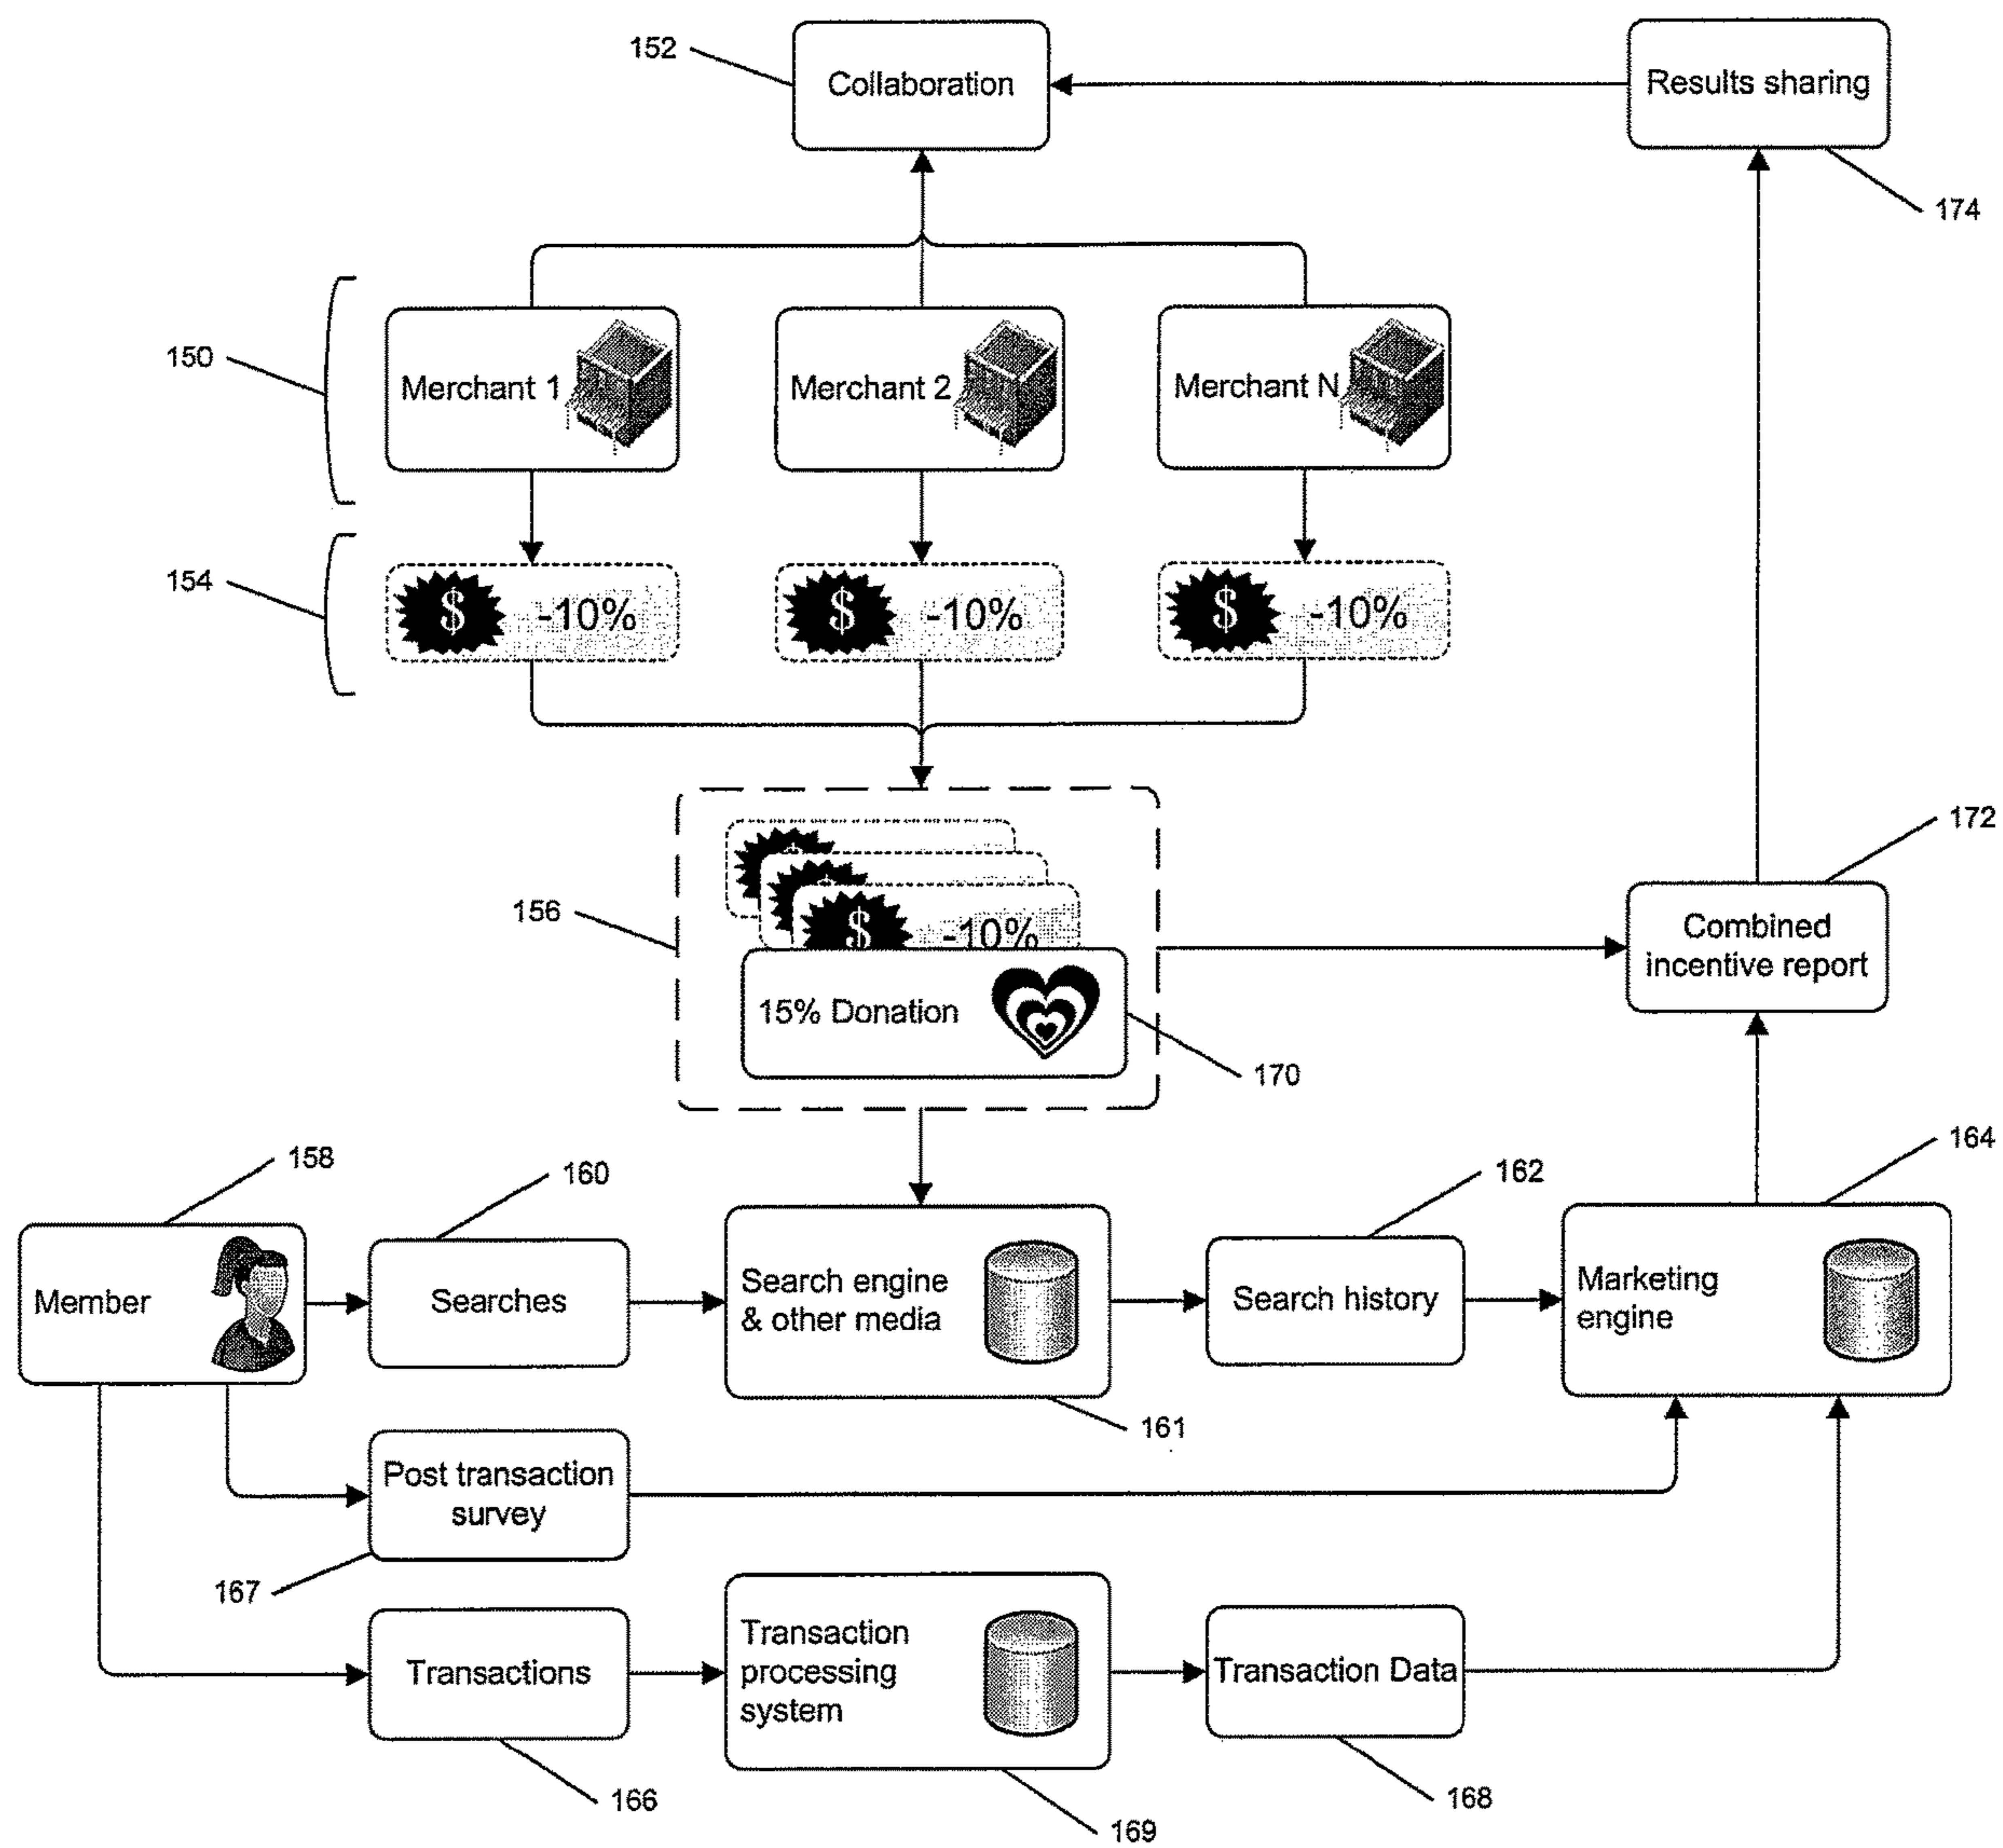 152
Collaboration
Results sharing
174
150
Merchant 1
Merchant 2
Merchant N
154
$ -10%
$ -10%
$ -10%
156
$ -10%
15% Donation
170
172
Combined
incentive report
158
160
162
164
Member
Searches
Search engine
& other media
Search history
Marketing
engine
161
Post transaction
survey
167
Transactions
Transaction
processing
system
Transaction Data
166
169
168